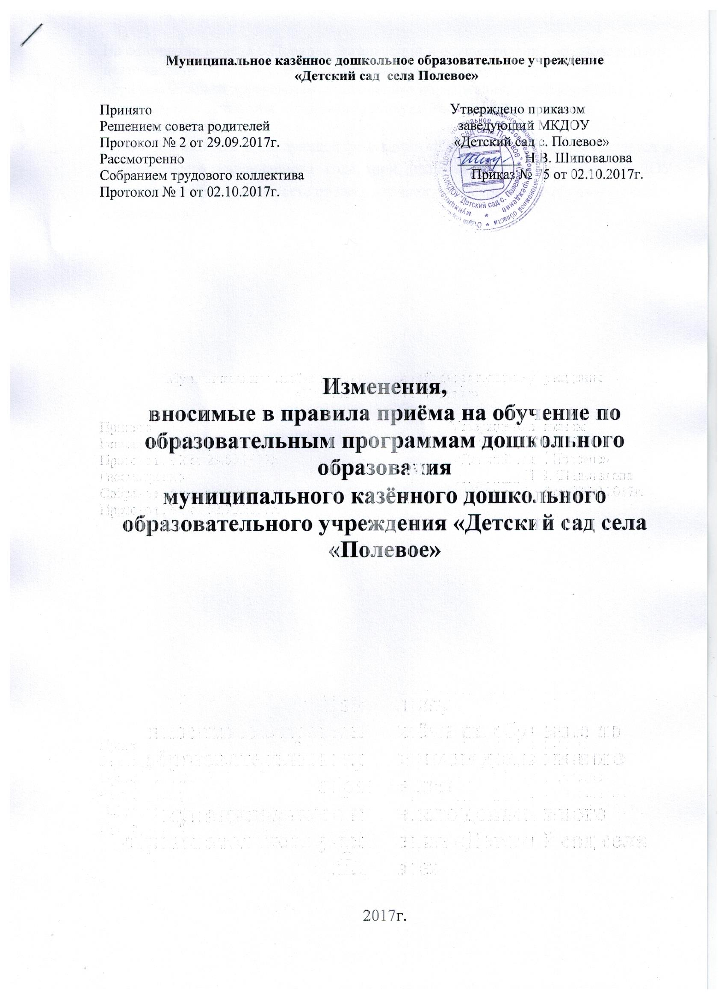 Муниципальное казённое дошкольное образовательное учреждение
«Детский сад села Полевое»
Принято
Решением совета родителей
Протокол № 2 от 29.09.2017г.
Рассмотренно
Собранием трудового коллектива
Протокол № 1 от 02.10.2017г.
Утверждено приказом
заведующий МКДОУ
«Детский сад с. Полевое»
Н.В. Шиповалова
Приказ № 5 от 02.10.2017г.
Изменения,
вносимые в правила приёма на обучение по
образовательным программам дошкольного
образования
муниципального казённого дошкольного
образовательного учреждения «Детский сад села
«Полевое»
2017г.